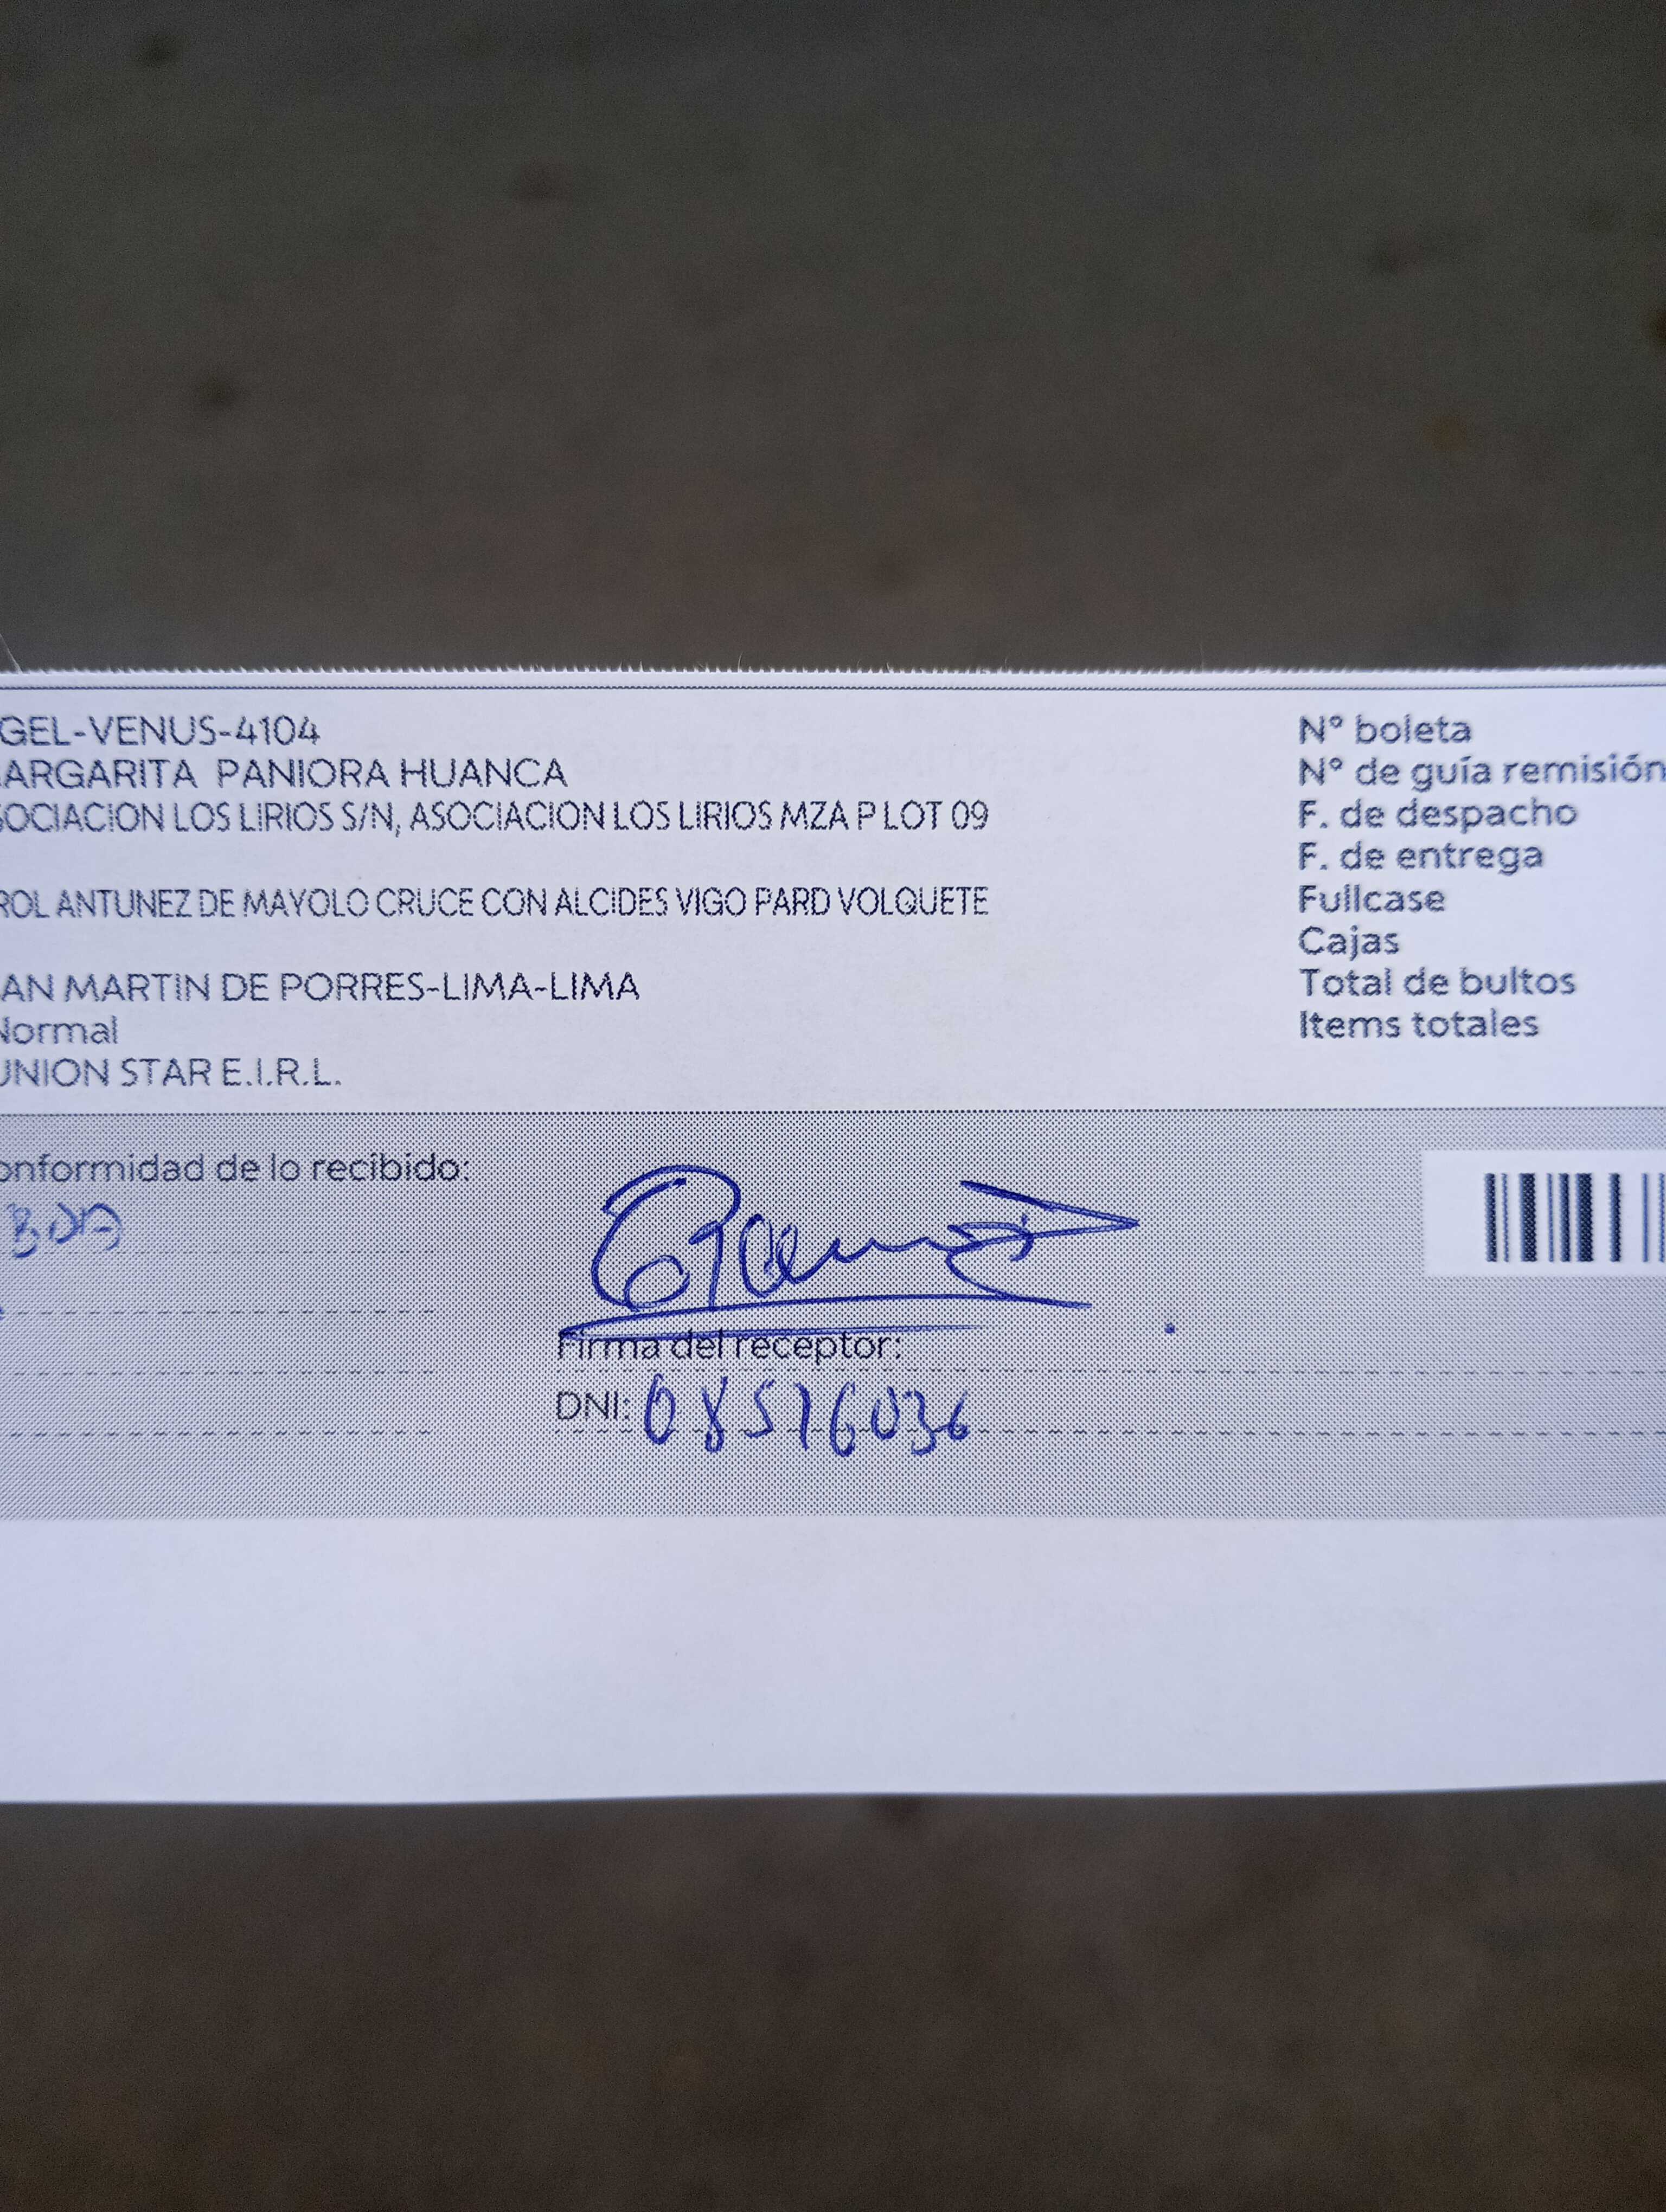 GEL-VENUS-4104
ARGARITA PANIORA HUANCA
SOCIACION LOS LIRIOS S/N, ASOCIACION LOS LIRIOS MZA P LOT 09
ROL ANTUNEZ DE MAYOLO CRUCE CON ALCIDES VIGO PARD VOLQUETE
AN MARTIN DE PORRES-LIMA-LIMA
Normal
UNION STAR E.I.R.L.
N° boleta
N° de guía remisión
F. de despacho
F. de entrega
Fullcase
Cajas
Total de bultos
Items totales
onformidad de lo recibido:
Firma del receptor:
DNI: 08516036